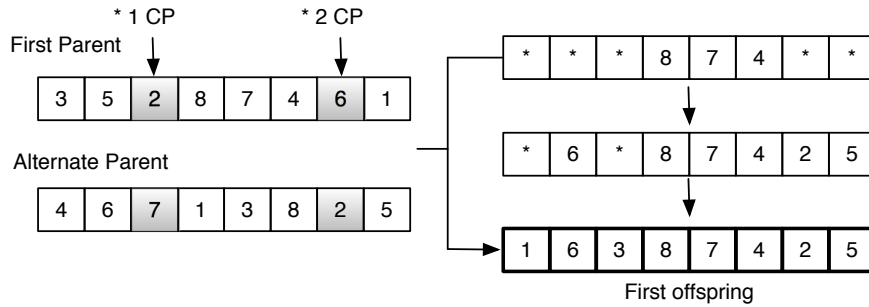 * 1 CP
* 2 CP
First Parent
3 5 2 8 7 4 6 1
Alternate Parent
4 6 7 1 3 8 2 5
* * * 8 7 4 * *
* 6 * 8 7 4 2 5
1 6 3 8 7 4 2 5
First offspring